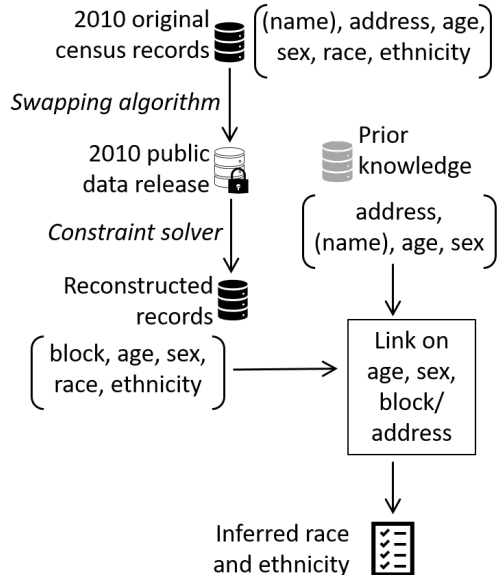 2010 original
census records
(name), address, age,
sex, race, ethnicity
Swapping algorithm
2010 public
data release
Prior
knowledge
address,
(name), age, sex
Constraint solver
Reconstructed
records
block, age, sex,
race, ethnicity
Link on
age, sex,
block/
address
Inferred race
and ethnicity